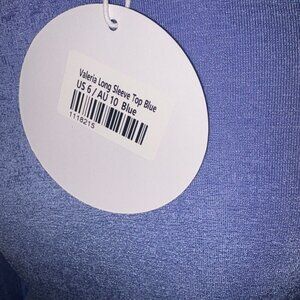 Valeria Long Sleeve Top Blue
US 6 / AU 10 Blue
1118215